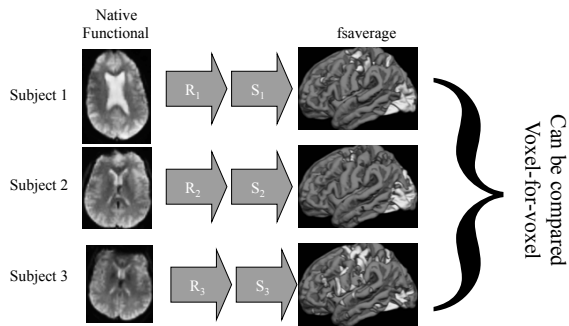 Native
Functional
fsaverage
Subject 1
R1
S1
Subject 2
R2
S2
Subject 3
R3
S3
Can be compared
Voxel-for-voxel